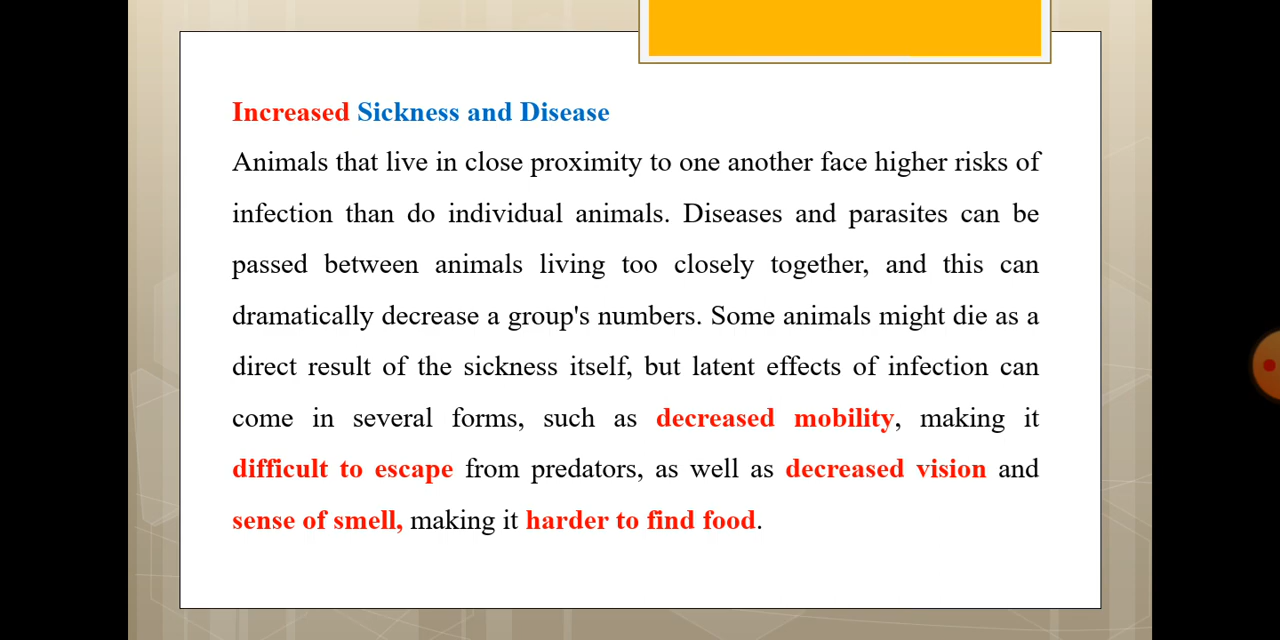 Increased Sickness and Disease
Animals that live in close proximity to one another face higher risks of
infection than do individual animals. Diseases and parasites can be
passed between animals living too closely together, and this can
dramatically decrease a group's numbers. Some animals might die as a
direct result of the sickness itself, but latent effects of infection can
come in several forms, such as decreased mobility, making it
difficult to escape from predators, as well as decreased vision and
sense of smell, making it harder to find food.